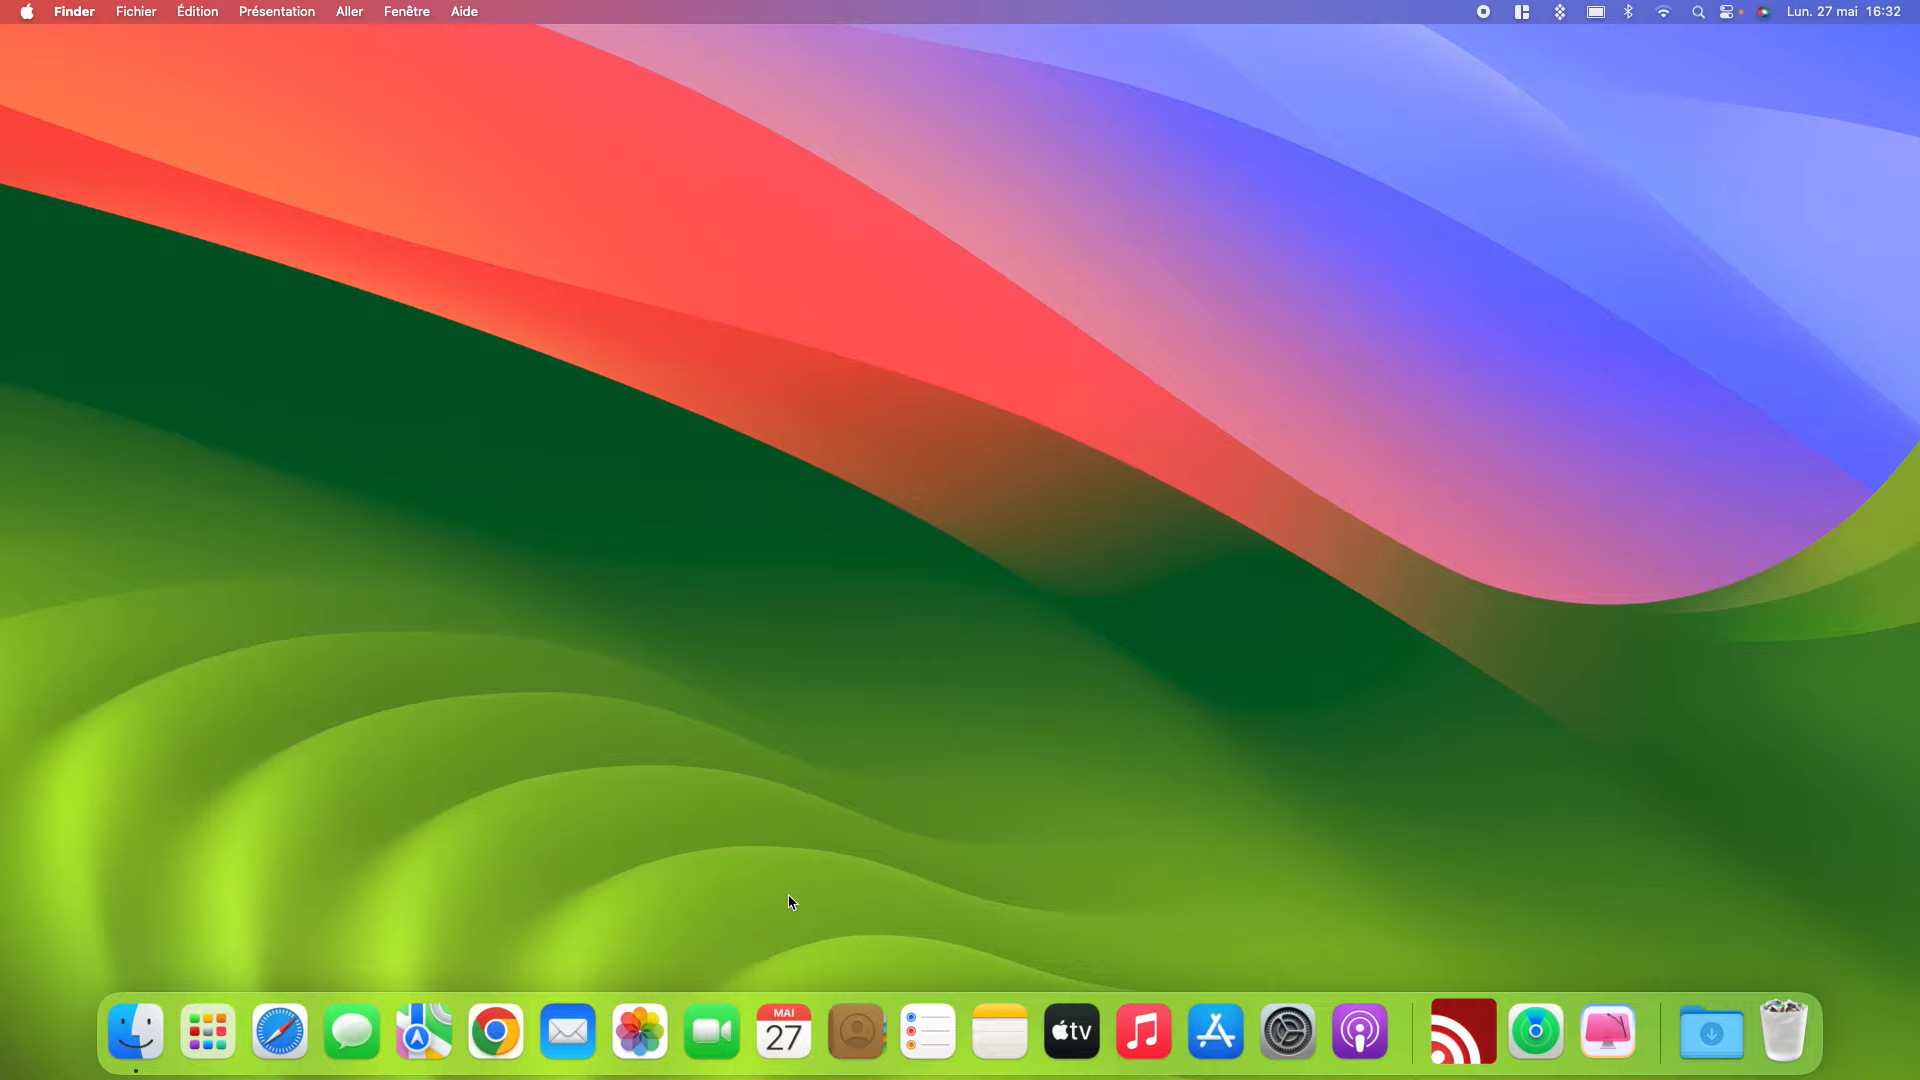 Finder Fichier Édition Présentation Aller Fenêtre Aide Lun. 27 mai 16:32
MAI
27
tv